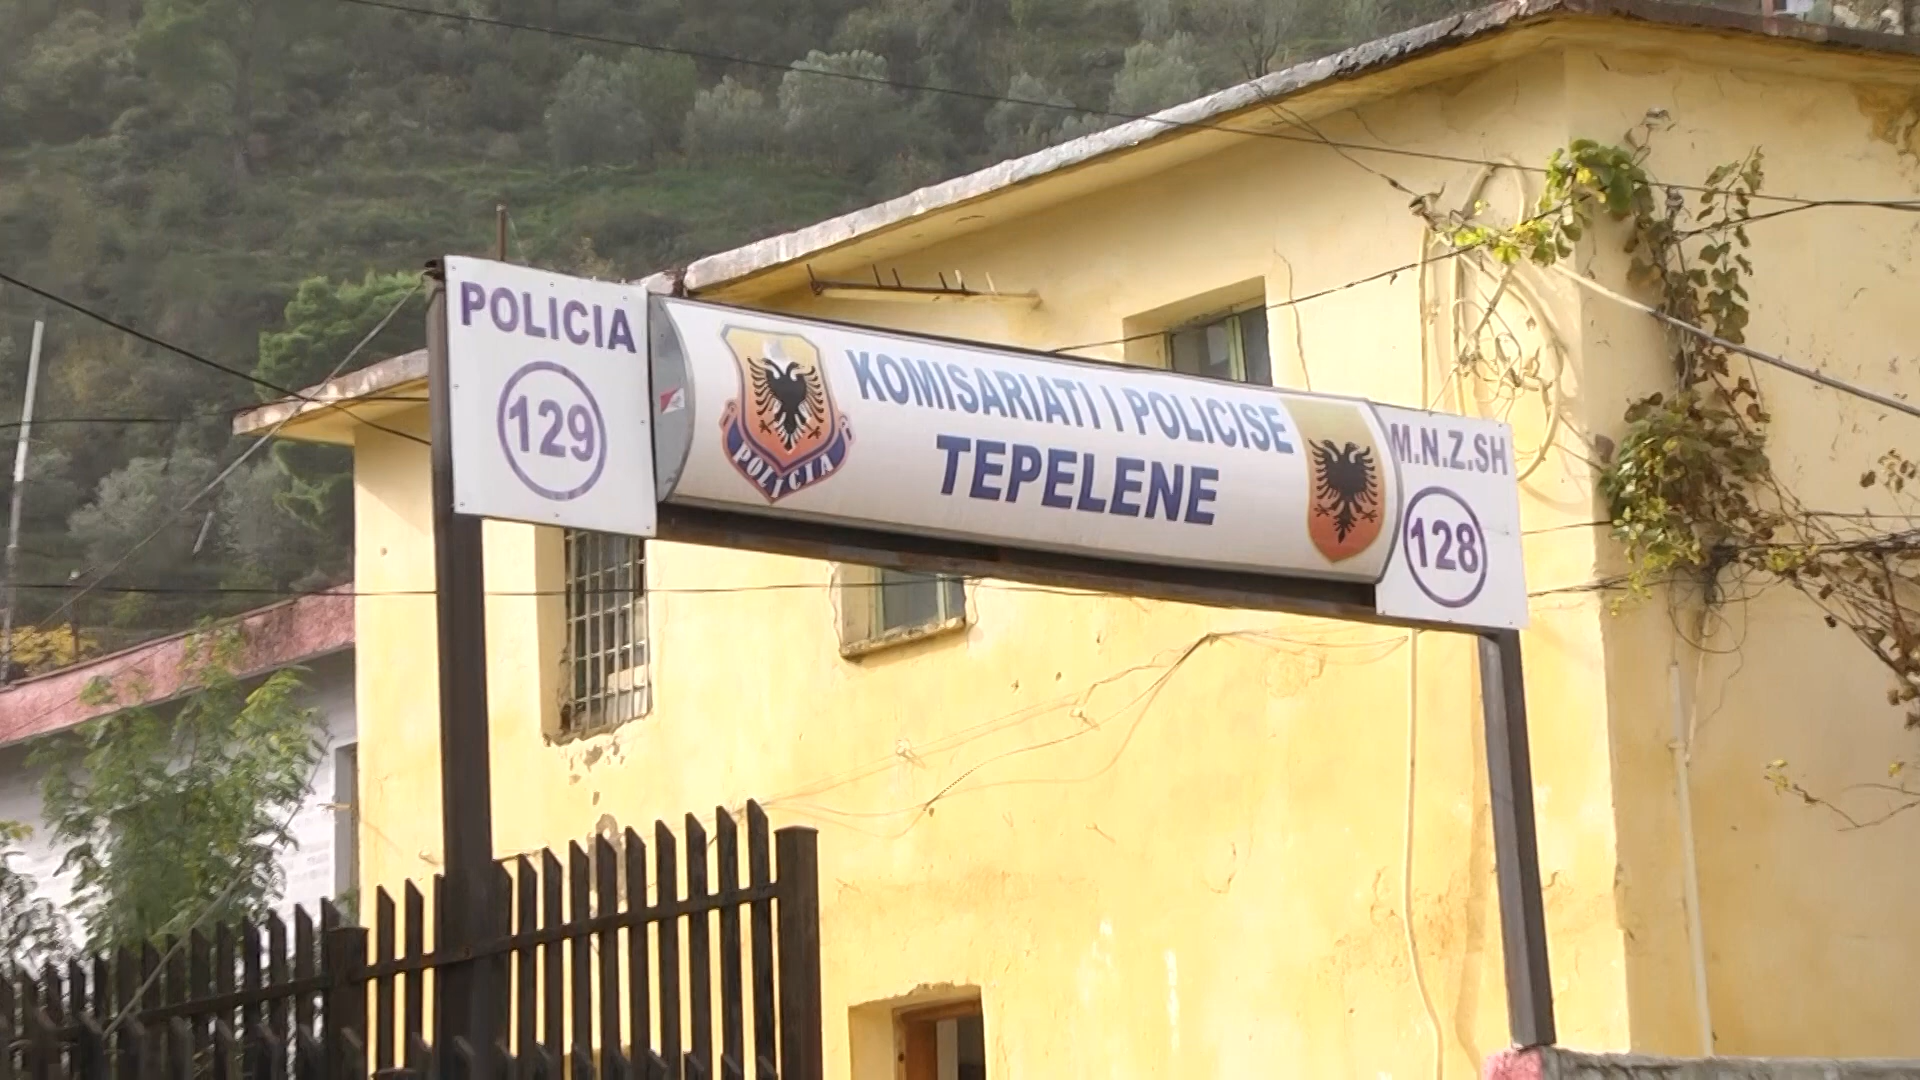 POLICIA
129
POLICIA
KOMISARIATI I POLICISE
TEPELENE
M.N.Z.SH
128